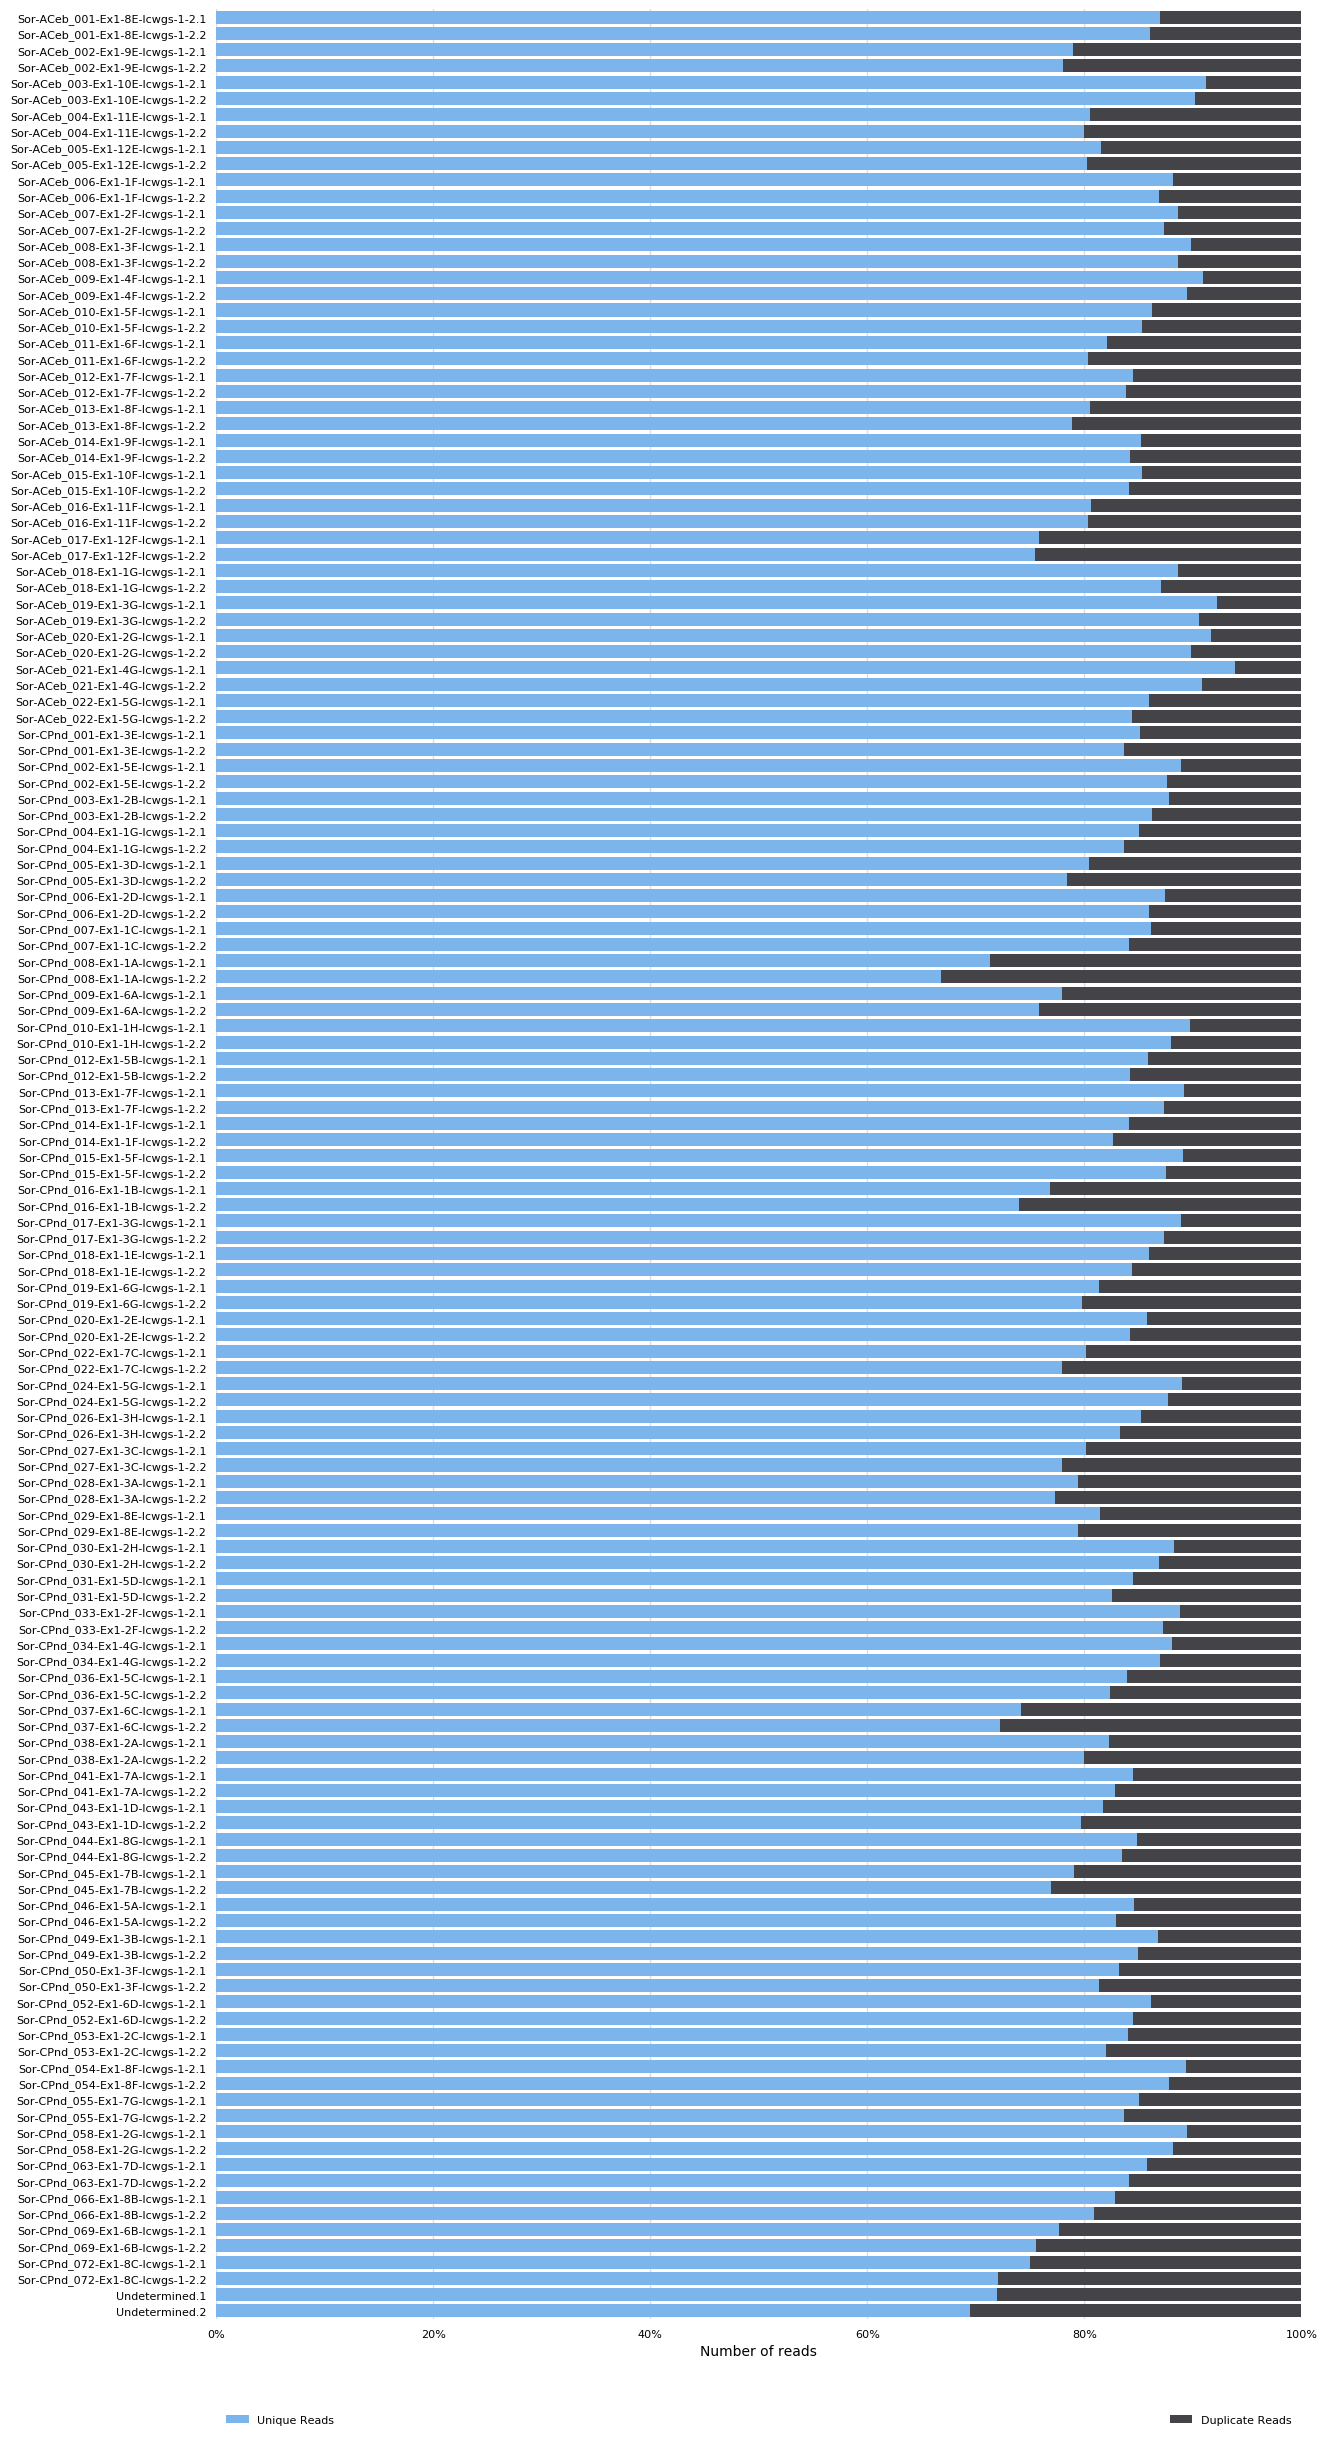 Sor-ACeb_001-Ex1-8E-lcwgs-1-2.1
Sor-ACeb_001-Ex1-8E-lcwgs-1-2.2
Sor-ACeb_002-Ex1-9E-lcwgs-1-2.1
Sor-ACeb_002-Ex1-9E-lcwgs-1-2.2
Sor-ACeb_003-Ex1-10E-lcwgs-1-2.1
Sor-ACeb_003-Ex1-10E-lcwgs-1-2.2
Sor-ACeb_004-Ex1-11E-lcwgs-1-2.1
Sor-ACeb_004-Ex1-11E-lcwgs-1-2.2
Sor-ACeb_005-Ex1-12E-lcwgs-1-2.1
Sor-ACeb_005-Ex1-12E-lcwgs-1-2.2
Sor-ACeb_006-Ex1-1F-lcwgs-1-2.1
Sor-ACeb_006-Ex1-1F-lcwgs-1-2.2
Sor-ACeb_007-Ex1-2F-lcwgs-1-2.1
Sor-ACeb_007-Ex1-2F-lcwgs-1-2.2
Sor-ACeb_008-Ex1-3F-lcwgs-1-2.1
Sor-ACeb_008-Ex1-3F-lcwgs-1-2.2
Sor-ACeb_009-Ex1-4F-lcwgs-1-2.1
Sor-ACeb_009-Ex1-4F-lcwgs-1-2.2
Sor-ACeb_010-Ex1-5F-lcwgs-1-2.1
Sor-ACeb_010-Ex1-5F-lcwgs-1-2.2
Sor-ACeb_011-Ex1-6F-lcwgs-1-2.1
Sor-ACeb_011-Ex1-6F-lcwgs-1-2.2
Sor-ACeb_012-Ex1-7F-lcwgs-1-2.1
Sor-ACeb_012-Ex1-7F-lcwgs-1-2.2
Sor-ACeb_013-Ex1-8F-lcwgs-1-2.1
Sor-ACeb_013-Ex1-8F-lcwgs-1-2.2
Sor-ACeb_014-Ex1-9F-lcwgs-1-2.1
Sor-ACeb_014-Ex1-9F-lcwgs-1-2.2
Sor-ACeb_015-Ex1-10F-lcwgs-1-2.1
Sor-ACeb_015-Ex1-10F-lcwgs-1-2.2
Sor-ACeb_016-Ex1-11F-lcwgs-1-2.1
Sor-ACeb_016-Ex1-11F-lcwgs-1-2.2
Sor-ACeb_017-Ex1-12F-lcwgs-1-2.1
Sor-ACeb_017-Ex1-12F-lcwgs-1-2.2
Sor-ACeb_018-Ex1-1G-lcwgs-1-2.1
Sor-ACeb_018-Ex1-1G-lcwgs-1-2.2
Sor-ACeb_019-Ex1-3G-lcwgs-1-2.1
Sor-ACeb_019-Ex1-3G-lcwgs-1-2.2
Sor-ACeb_020-Ex1-2G-lcwgs-1-2.1
Sor-ACeb_020-Ex1-2G-lcwgs-1-2.2
Sor-ACeb_021-Ex1-4G-lcwgs-1-2.1
Sor-ACeb_021-Ex1-4G-lcwgs-1-2.2
Sor-ACeb_022-Ex1-5G-lcwgs-1-2.1
Sor-ACeb_022-Ex1-5G-lcwgs-1-2.2
Sor-CPnd_001-Ex1-3E-lcwgs-1-2.1
Sor-CPnd_001-Ex1-3E-lcwgs-1-2.2
Sor-CPnd_002-Ex1-5E-lcwgs-1-2.1
Sor-CPnd_002-Ex1-5E-lcwgs-1-2.2
Sor-CPnd_003-Ex1-2B-lcwgs-1-2.1
Sor-CPnd_003-Ex1-2B-lcwgs-1-2.2
Sor-CPnd_004-Ex1-1G-lcwgs-1-2.1
Sor-CPnd_004-Ex1-1G-lcwgs-1-2.2
Sor-CPnd_005-Ex1-3D-lcwgs-1-2.1
Sor-CPnd_005-Ex1-3D-lcwgs-1-2.2
Sor-CPnd_006-Ex1-2D-lcwgs-1-2.1
Sor-CPnd_006-Ex1-2D-lcwgs-1-2.2
Sor-CPnd_007-Ex1-1C-lcwgs-1-2.1
Sor-CPnd_007-Ex1-1C-lcwgs-1-2.2
Sor-CPnd_008-Ex1-1A-lcwgs-1-2.1
Sor-CPnd_008-Ex1-1A-lcwgs-1-2.2
Sor-CPnd_009-Ex1-6A-lcwgs-1-2.1
Sor-CPnd_009-Ex1-6A-lcwgs-1-2.2
Sor-CPnd_010-Ex1-1H-lcwgs-1-2.1
Sor-CPnd_010-Ex1-1H-lcwgs-1-2.2
Sor-CPnd_012-Ex1-5B-lcwgs-1-2.1
Sor-CPnd_012-Ex1-5B-lcwgs-1-2.2
Sor-CPnd_013-Ex1-7F-lcwgs-1-2.1
Sor-CPnd_013-Ex1-7F-lcwgs-1-2.2
Sor-CPnd_014-Ex1-1F-lcwgs-1-2.1
Sor-CPnd_014-Ex1-1F-lcwgs-1-2.2
Sor-CPnd_015-Ex1-5F-lcwgs-1-2.1
Sor-CPnd_015-Ex1-5F-lcwgs-1-2.2
Sor-CPnd_016-Ex1-1B-lcwgs-1-2.1
Sor-CPnd_016-Ex1-1B-lcwgs-1-2.2
Sor-CPnd_017-Ex1-3G-lcwgs-1-2.1
Sor-CPnd_017-Ex1-3G-lcwgs-1-2.2
Sor-CPnd_018-Ex1-1E-lcwgs-1-2.1
Sor-CPnd_018-Ex1-1E-lcwgs-1-2.2
Sor-CPnd_019-Ex1-6G-lcwgs-1-2.1
Sor-CPnd_019-Ex1-6G-lcwgs-1-2.2
Sor-CPnd_020-Ex1-2E-lcwgs-1-2.1
Sor-CPnd_020-Ex1-2E-lcwgs-1-2.2
Sor-CPnd_022-Ex1-7C-lcwgs-1-2.1
Sor-CPnd_022-Ex1-7C-lcwgs-1-2.2
Sor-CPnd_024-Ex1-5G-lcwgs-1-2.1
Sor-CPnd_024-Ex1-5G-lcwgs-1-2.2
Sor-CPnd_026-Ex1-3H-lcwgs-1-2.1
Sor-CPnd_026-Ex1-3H-lcwgs-1-2.2
Sor-CPnd_027-Ex1-3C-lcwgs-1-2.1
Sor-CPnd_027-Ex1-3C-lcwgs-1-2.2
Sor-CPnd_028-Ex1-3A-lcwgs-1-2.1
Sor-CPnd_028-Ex1-3A-lcwgs-1-2.2
Sor-CPnd_029-Ex1-8E-lcwgs-1-2.1
Sor-CPnd_029-Ex1-8E-lcwgs-1-2.2
Sor-CPnd_030-Ex1-2H-lcwgs-1-2.1
Sor-CPnd_030-Ex1-2H-lcwgs-1-2.2
Sor-CPnd_031-Ex1-5D-lcwgs-1-2.1
Sor-CPnd_031-Ex1-5D-lcwgs-1-2.2
Sor-CPnd_033-Ex1-2F-lcwgs-1-2.1
Sor-CPnd_033-Ex1-2F-lcwgs-1-2.2
Sor-CPnd_034-Ex1-4G-lcwgs-1-2.1
Sor-CPnd_034-Ex1-4G-lcwgs-1-2.2
Sor-CPnd_036-Ex1-5C-lcwgs-1-2.1
Sor-CPnd_036-Ex1-5C-lcwgs-1-2.2
Sor-CPnd_037-Ex1-6C-lcwgs-1-2.1
Sor-CPnd_037-Ex1-6C-lcwgs-1-2.2
Sor-CPnd_038-Ex1-2A-lcwgs-1-2.1
Sor-CPnd_038-Ex1-2A-lcwgs-1-2.2
Sor-CPnd_041-Ex1-7A-lcwgs-1-2.1
Sor-CPnd_041-Ex1-7A-lcwgs-1-2.2
Sor-CPnd_043-Ex1-1D-lcwgs-1-2.1
Sor-CPnd_043-Ex1-1D-lcwgs-1-2.2
Sor-CPnd_044-Ex1-8G-lcwgs-1-2.1
Sor-CPnd_044-Ex1-8G-lcwgs-1-2.2
Sor-CPnd_045-Ex1-7B-lcwgs-1-2.1
Sor-CPnd_045-Ex1-7B-lcwgs-1-2.2
Sor-CPnd_046-Ex1-5A-lcwgs-1-2.1
Sor-CPnd_046-Ex1-5A-lcwgs-1-2.2
Sor-CPnd_049-Ex1-3B-lcwgs-1-2.1
Sor-CPnd_049-Ex1-3B-lcwgs-1-2.2
Sor-CPnd_050-Ex1-3F-lcwgs-1-2.1
Sor-CPnd_050-Ex1-3F-lcwgs-1-2.2
Sor-CPnd_052-Ex1-6D-lcwgs-1-2.1
Sor-CPnd_052-Ex1-6D-lcwgs-1-2.2
Sor-CPnd_053-Ex1-2C-lcwgs-1-2.1
Sor-CPnd_053-Ex1-2C-lcwgs-1-2.2
Sor-CPnd_054-Ex1-8F-lcwgs-1-2.1
Sor-CPnd_054-Ex1-8F-lcwgs-1-2.2
Sor-CPnd_055-Ex1-7G-lcwgs-1-2.1
Sor-CPnd_055-Ex1-7G-lcwgs-1-2.2
Sor-CPnd_058-Ex1-2G-lcwgs-1-2.1
Sor-CPnd_058-Ex1-2G-lcwgs-1-2.2
Sor-CPnd_063-Ex1-7D-lcwgs-1-2.1
Sor-CPnd_063-Ex1-7D-lcwgs-1-2.2
Sor-CPnd_066-Ex1-8B-lcwgs-1-2.1
Sor-CPnd_066-Ex1-8B-lcwgs-1-2.2
Sor-CPnd_069-Ex1-6B-lcwgs-1-2.1
Sor-CPnd_069-Ex1-6B-lcwgs-1-2.2
Sor-CPnd_072-Ex1-8C-lcwgs-1-2.1
Sor-CPnd_072-Ex1-8C-lcwgs-1-2.2
Undetermined.1
Undetermined.2
0% 20% 40% 60% 80% 100%
Number of reads
Unique Reads Duplicate Reads